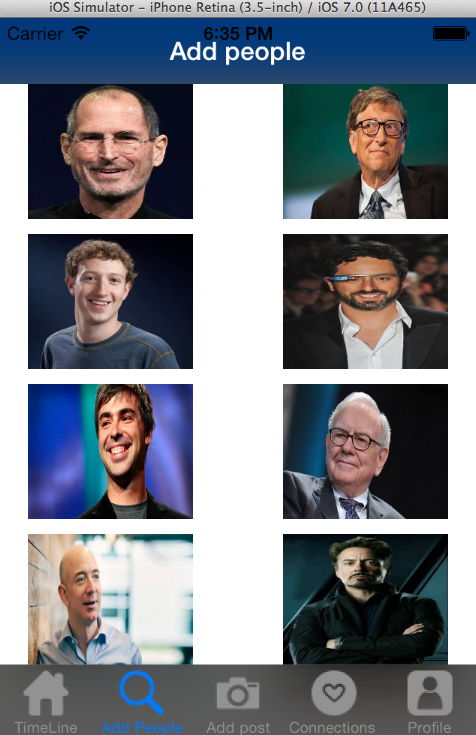 iOS Simulator – iPhone Retina (3.5-inch) / iOS 7.0 (11A465)
Carrier 6:35 PM
Add people
TimeLine Add People Add post Connections Profile